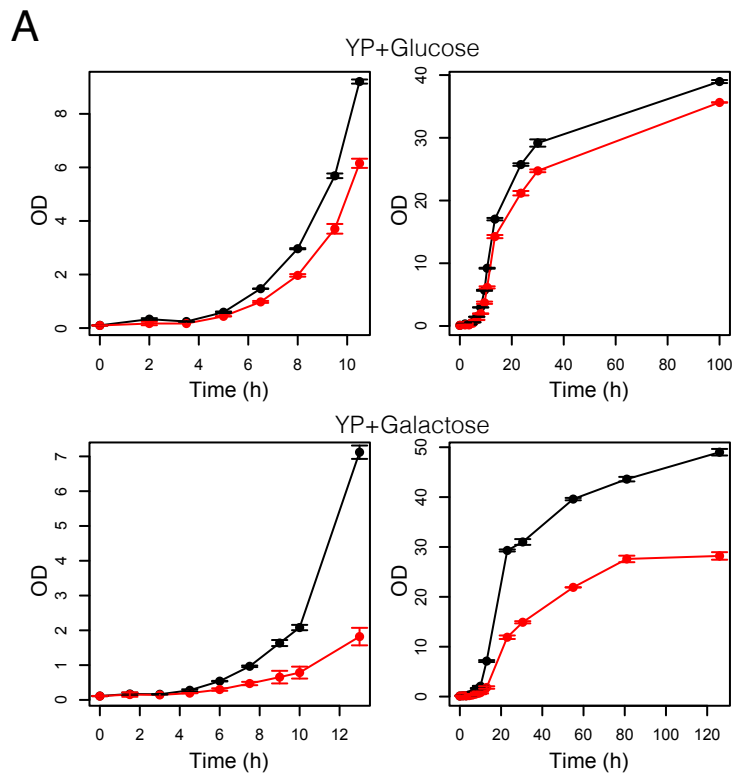 A
YP+Glucose
OD
0 2 4 6 8
0 2 4 6 8 10
Time (h)
OD
0 10 20 30 40
0 20 40 60 80 100
Time (h)
YP+Galactose
OD
0 1 2 3 4 5 6 7
0 2 4 6 8 10 12
Time (h)
OD
0 10 20 30 40 50
0 20 40 60 80 100 120
Time (h)